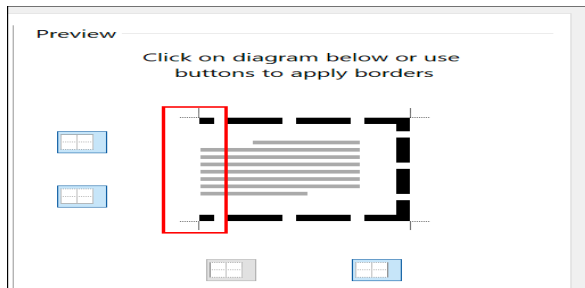 Preview
Click on diagram below or use
buttons to apply borders